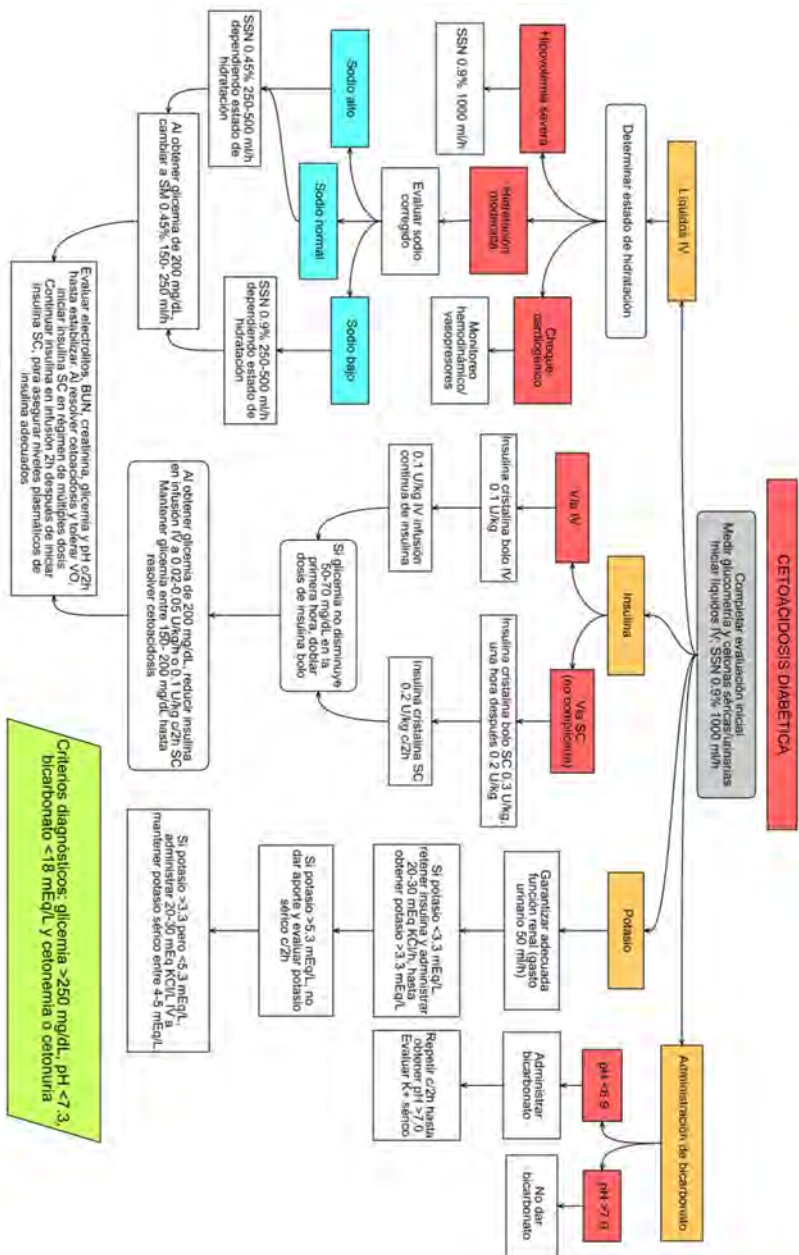 CETOACIDOSIS DIABÉTICA
Completar evaluación inicial
Medir glucometría y cetonas séricas/urinarias
Iniciar líquidos IV: SSN 0.9% 1000 ml/h
Líquidos IV
Determinar estado de hidratación
Hipovolemia severa
SSN 0.9% 1000 ml/h
Hidratación
moderada
Evaluar sodio
corregido
Choque
cardiogénico
Monitoreo
hemodinámico/
vasopresores
Sodio alto
Sodio normal
Sodio bajo
SSN 0.45% 250-500 ml/h
dependiendo estado de
hidratación
SSN 0.9% 250-500 ml/h
dependiendo estado de
hidratación
Al obtener glicemia de 200 mg/dL,
cambiar a SM 0.45% 150- 250 ml/h
Insulina
Vía IV
Insulina cristalina bolo IV
0.1 U/kg
0.1 U/kg IV infusión
continua de insulina
Vía SC
(no complicada)
Insulina cristalina bolo SC 0.3 U/kg,
una hora después 0.2 U/kg
Insulina cristalina SC
0.2 U/kg c/2h
Si glicemia no disminuye
50-70 mg/dL en la
primera hora, doblar
dosis de insulina bolo
Al obtener glicemia de 200 mg/dL, reducir insulina
en infusión IV a 0.02-0.05 U/kg/h o 0.1 U/kg c/2h SC
Mantener glicemia entre 150- 200 mg/dL hasta
resolver cetoacidosis
Evaluar electrolitos, BUN, creatinina, glicemia y pH c/2h
hasta estabilizar. Al resolver cetoacidosis y tolerar VO,
iniciar insulina SC en régimen de múltiples dosis
Continuar insulina en infusión 2h después de iniciar
insulina SC, para asegurar niveles plasmáticos de
insulina adecuados
Potasio
Garantizar adecuada
función renal (gasto
urinario 50 ml/h)
Si potasio <3.3 mEq/L,
retener insulina y administrar
20-30 mEq KCl/h, hasta
obtener potasio >3.3 mEq/L
Si potasio >5.3 mEq/L, no
dar aporte y evaluar potasio
sérico c/2h
Si potasio >3.3 pero <5.3 mEq/L,
administrar 20-30 mEq KCl/L IV a
mantener potasio sérico entre 4-5 mEq/L
Administración de bicarbonato
pH <6.9
Administrar
bicarbonato
Repetir c/2h hasta
obtener pH >7.0
Evaluar K+ sérico
pH >7.0
No dar
bicarbonato
Criterios diagnósticos: glicemia >250 mg/dL, pH <7.3,
bicarbonato <18 mEq/L y cetonemia o cetonuria